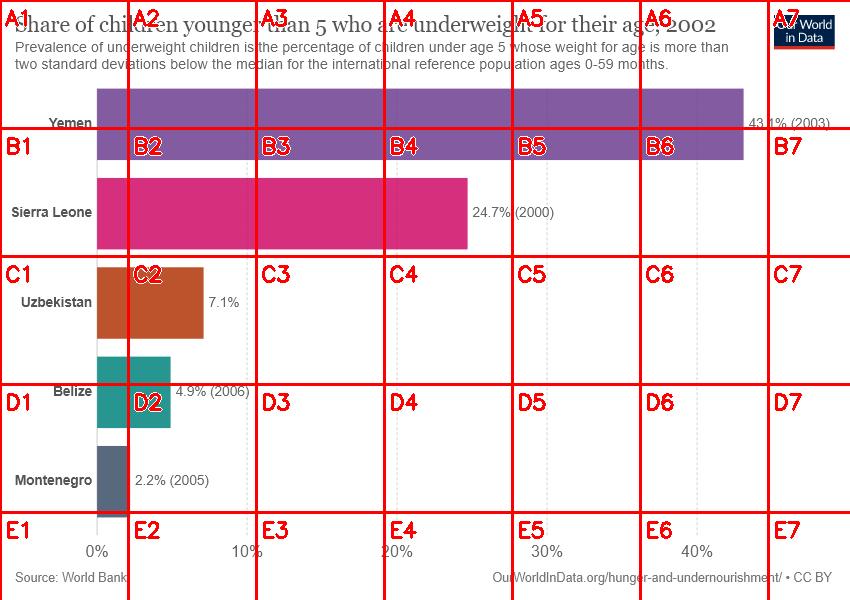 Share of children younger than 5 who are underweight for their age, 2002
Our World
in Data
Prevalence of underweight children is the percentage of children under age 5 whose weight for age is more than
two standard deviations below the median for the international reference population ages 0-59 months.
Yemen 43.1% (2003)
Sierra Leone 24.7% (2000)
Uzbekistan 7.1%
Belize 4.9% (2006)
Montenegro 2.2% (2005)
0% 10% 20% 30% 40%
Source: World Bank OurWorldInData.org/hunger-and-undernourishment/ • CC BY
A1 A2 A3 A4 A5 A6 A7
B1 B2 B3 B4 B5 B6 B7
C1 C2 C3 C4 C5 C6 C7
D1 D2 D3 D4 D5 D6 D7
E1 E2 E3 E4 E5 E6 E7